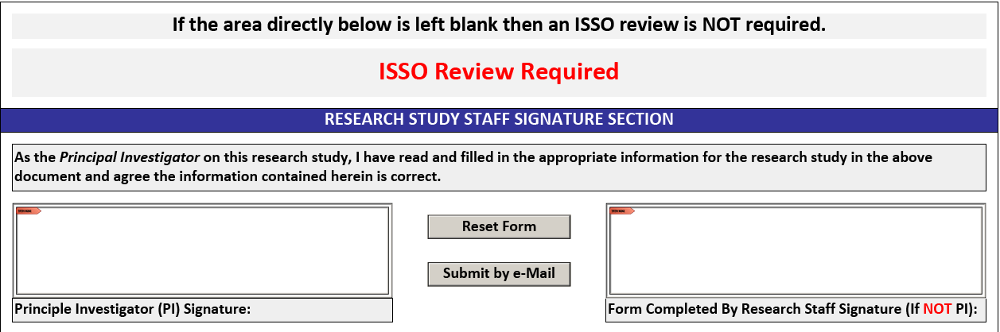 If the area directly below is left blank then an ISSO review is NOT required.
ISSO Review Required
RESEARCH STUDY STAFF SIGNATURE SECTION
As the Principal Investigator on this research study, I have read and filled in the appropriate information for the research study in the above
document and agree the information contained herein is correct.
Reset Form
Submit by e-Mail
Principle Investigator (PI) Signature:
Form Completed By Research Staff Signature (If NOT PI):